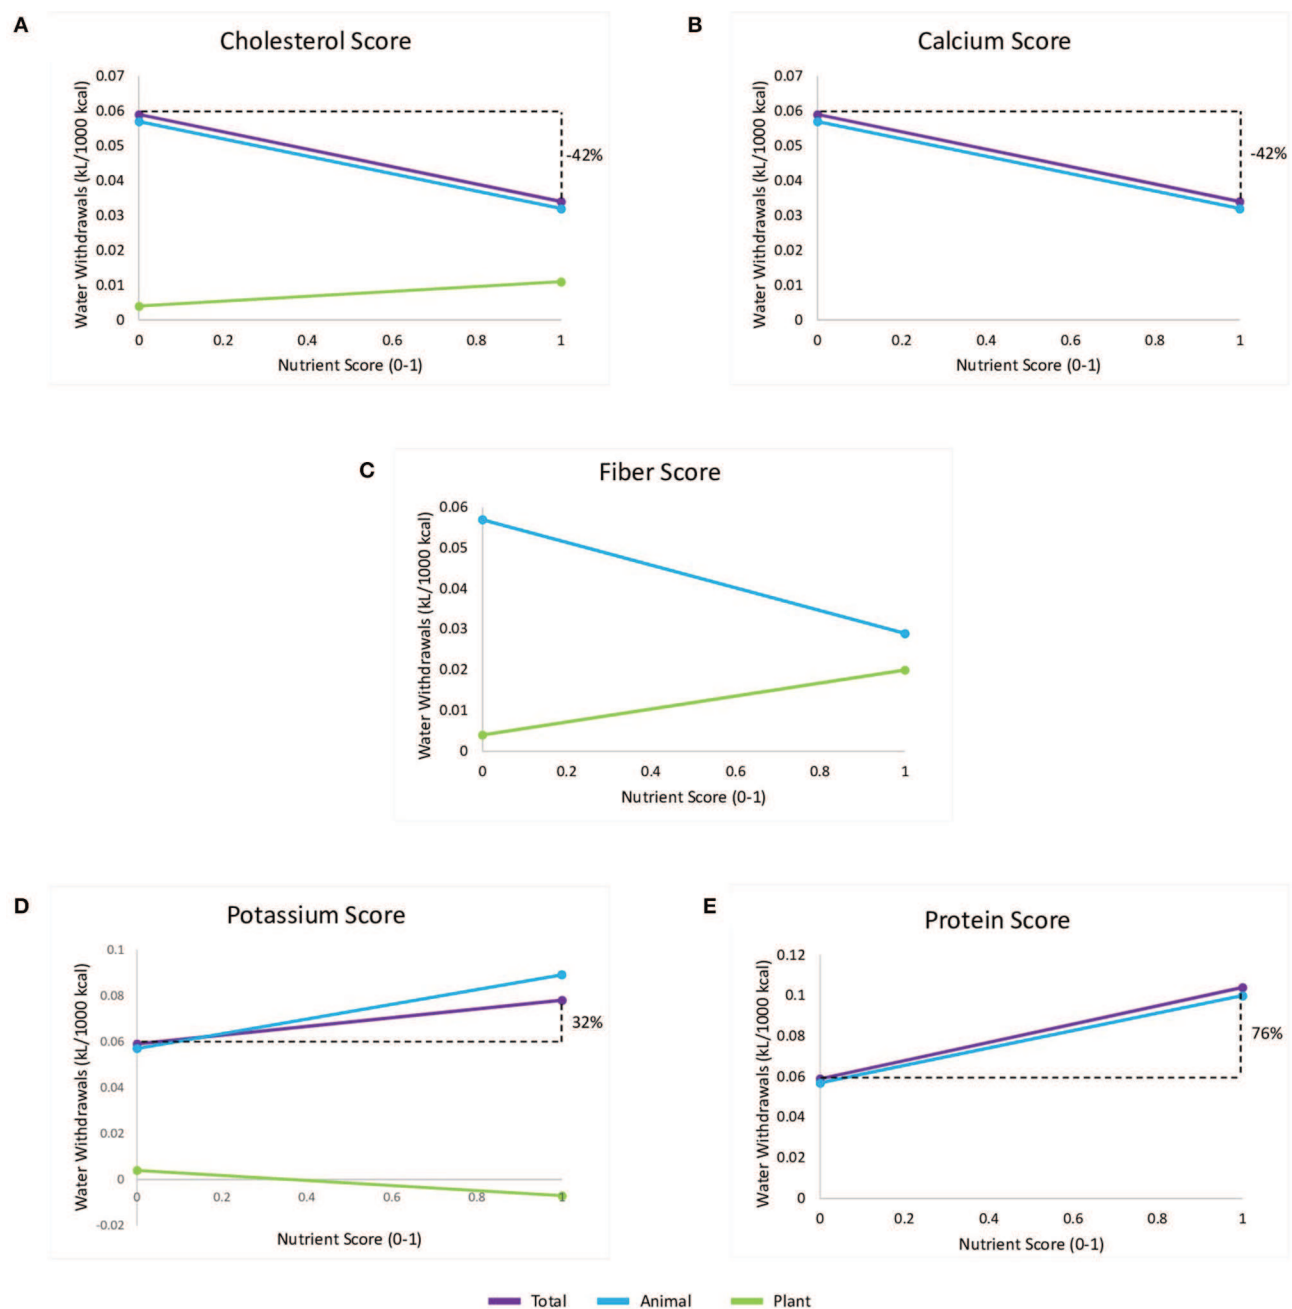 A
Cholesterol Score
Water Withdrawals (kL/1000 kcal)
0.07
0.06
0.05
0.04
0.03
0.02
0.01
0
-42%
0 0.2 0.4 0.6 0.8 1
Nutrient Score (0-1)
B
Calcium Score
Water Withdrawals (kL/1000 kcal)
0.07
0.06
0.05
0.04
0.03
0.02
0.01
0
-42%
0 0.2 0.4 0.6 0.8 1
Nutrient Score (0-1)
C
Fiber Score
Water Withdrawals (kL/1000 kcal)
0.06
0.05
0.04
0.03
0.02
0.01
0
0 0.2 0.4 0.6 0.8 1
Nutrient Score (0-1)
D
Potassium Score
Water Withdrawals (kL/1000 kcal)
0.1
0.08
0.06
0.04
0.02
0
-0.02
32%
0 0.2 0.4 0.6 0.8 1
Nutrient Score (0-1)
E
Protein Score
Water Withdrawals (kL/1000 kcal)
0.12
0.1
0.08
0.06
0.04
0.02
0
76%
0 0.2 0.4 0.6 0.8 1
Nutrient Score (0-1)
Total Animal Plant